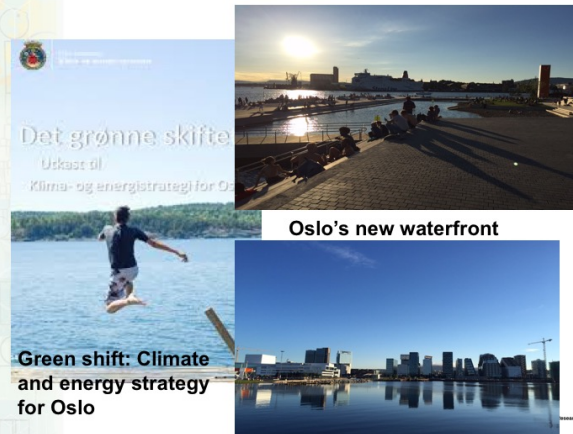 Det grønne skifte
Utkast til
Klima- og energistrategi for Os
Oslo's new waterfront
Green shift: Climate
and energy strategy
for Oslo